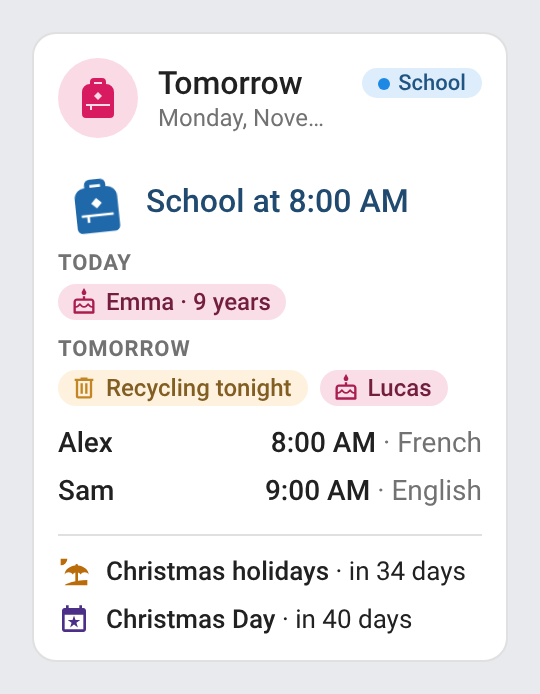 Tomorrow
School
Monday, Nove…
School at 8:00 AM
TODAY
Emma · 9 years
TOMORROW
Recycling tonight
Lucas
Alex 8:00 AM · French
Sam 9:00 AM · English
Christmas holidays · in 34 days
Christmas Day · in 40 days